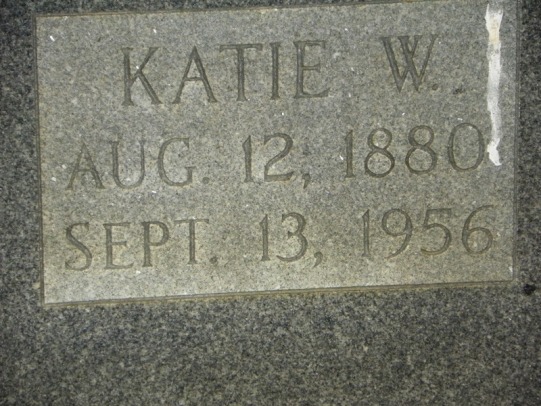 KATIE W.
AUG. 12, 1880
SEPT. 13, 1956